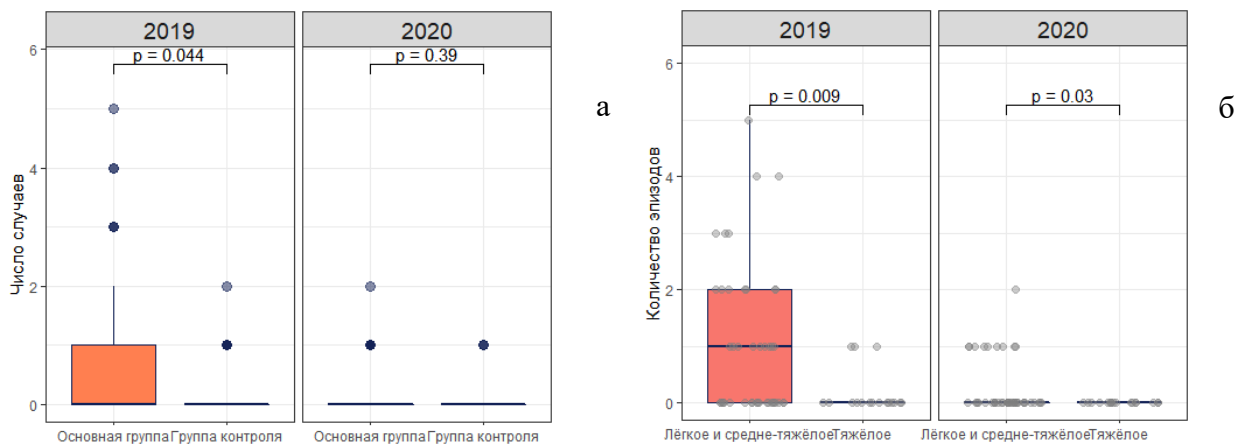 2019
2020
6
4
2
0
Число случаев
p = 0.044
p = 0.39
Основная группа
Группа контроля
Основная группа
Группа контроля
а
2019
2020
6
4
2
0
Количество эпизодов
p = 0.009
p = 0.03
Лёгкое и средне-тяжёлое
Тяжёлое
Лёгкое и средне-тяжёлое
Тяжёлое
б